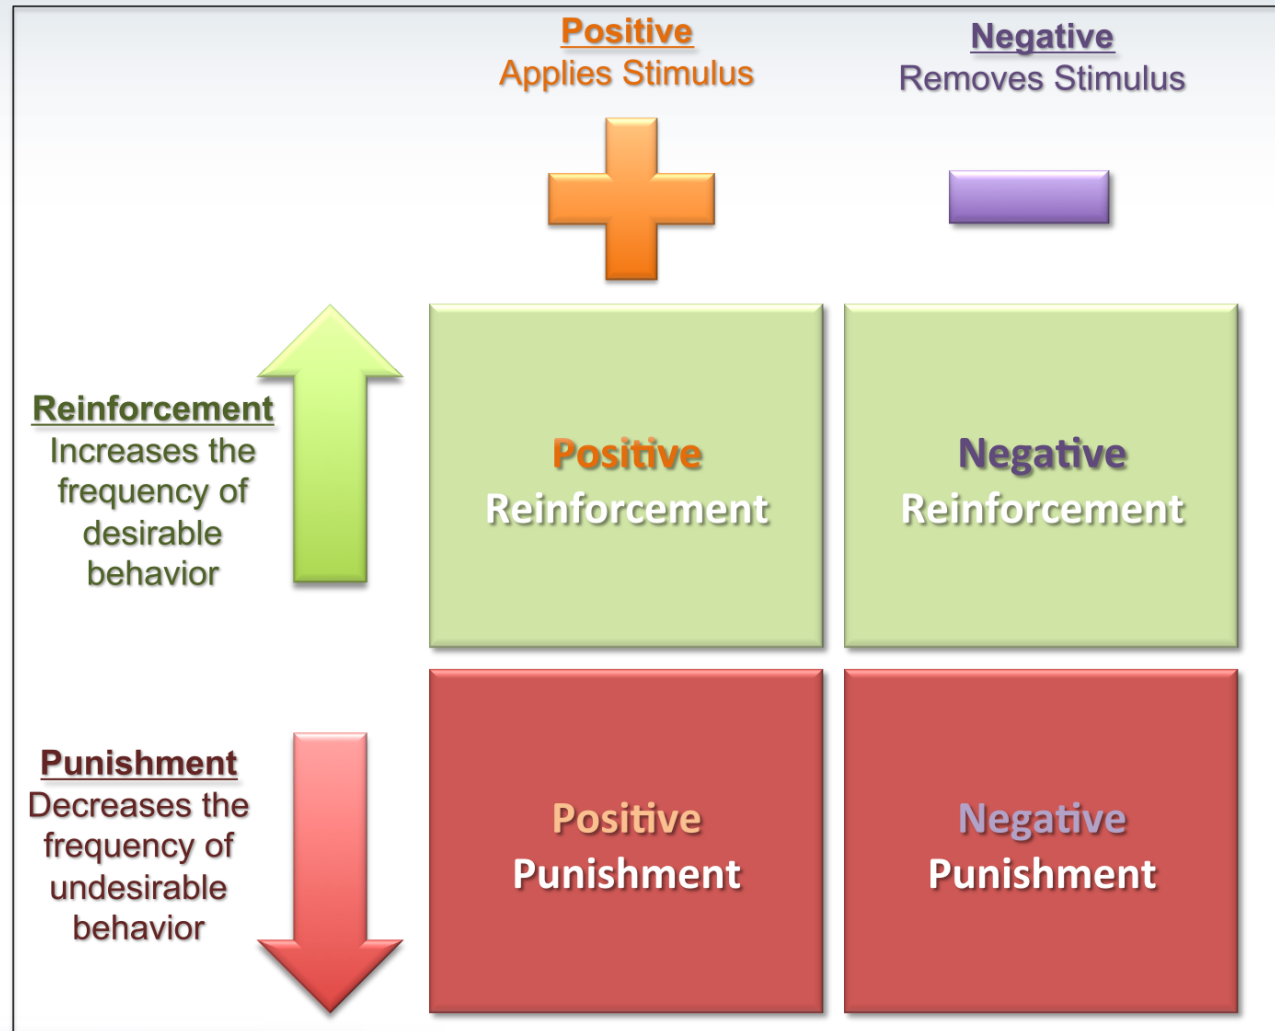 Positive
Applies Stimulus
Negative
Removes Stimulus
Reinforcement
Increases the
frequency of
desirable
behavior
Positive
Reinforcement
Negative
Reinforcement
Punishment
Decreases the
frequency of
undesirable
behavior
Positive
Punishment
Negative
Punishment